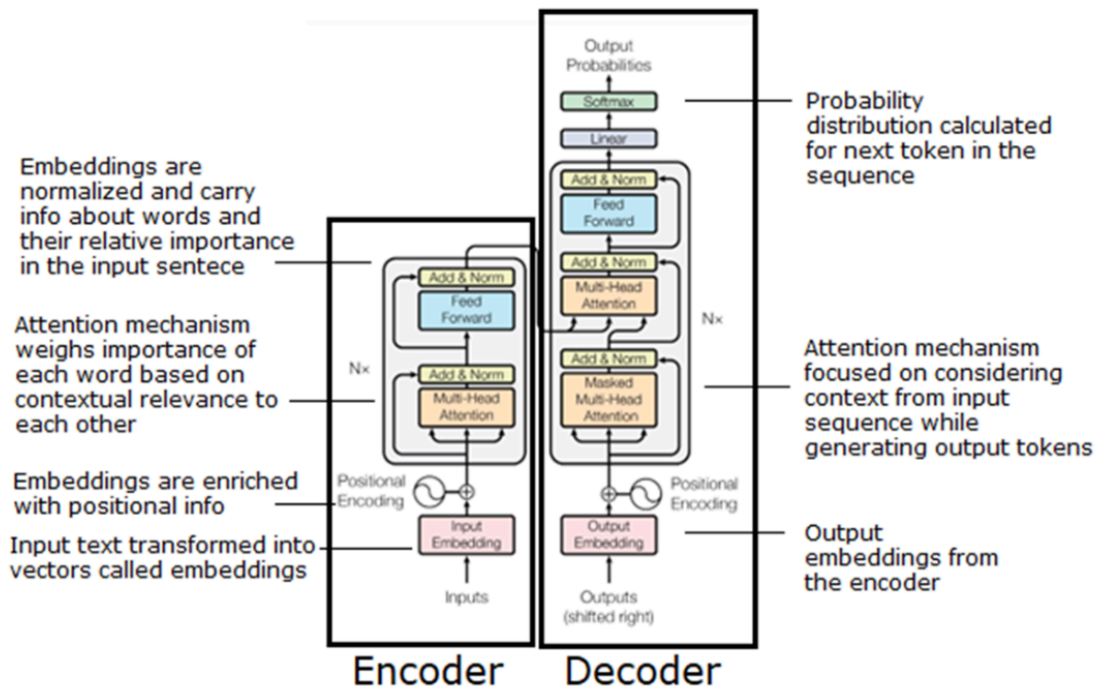 Embeddings are
normalized and carry
info about words and
their relative importance
in the input sentece
Attention mechanism
weighs importance of
each word based on
contextual relevance to
each other
Embeddings are enriched
with positional info
Input text transformed into
vectors called embeddings
Nx
Add & Norm
Feed
Forward
Add & Norm
Multi-Head
Attention
Positional
Encoding
Input
Embedding
Inputs
Encoder
Output
Probabilities
Softmax
Linear
Add & Norm
Feed
Forward
Add & Norm
Multi-Head
Attention
Nx
Add & Norm
Masked
Multi-Head
Attention
Positional
Encoding
Output
Embedding
Outputs
(shifted right)
Decoder
Probability
distribution calculated
for next token in the
sequence
Attention mechanism
focused on considering
context from input
sequence while
generating output tokens
Output
embeddings from
the encoder